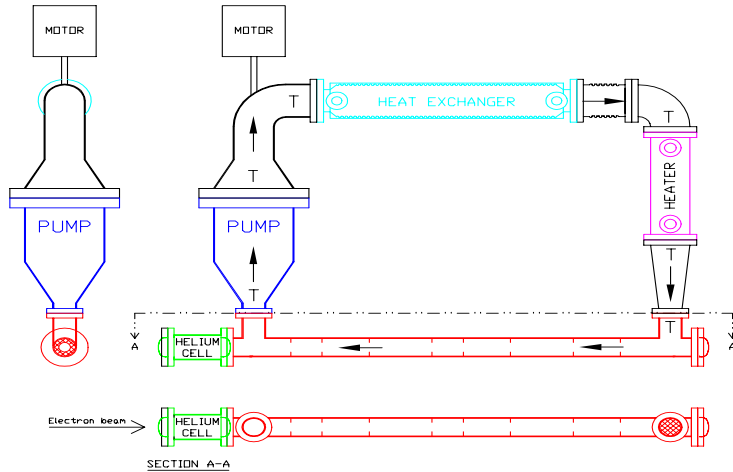 MOTOR
MOTOR
T
HEAT EXCHANGER
T
T
HEATER
PUMP
PUMP
T
T
T
A
HELIUM
CELL
A
Electron beam
HELIUM
CELL
SECTION A-A